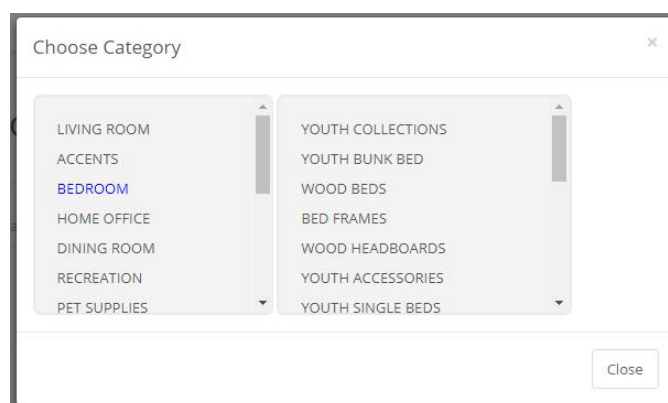 Choose Category
×
LIVING ROOM
ACCENTS
BEDROOM
HOME OFFICE
DINING ROOM
RECREATION
PET SUPPLIES
YOUTH COLLECTIONS
YOUTH BUNK BED
WOOD BEDS
BED FRAMES
WOOD HEADBOARDS
YOUTH ACCESSORIES
YOUTH SINGLE BEDS
Close